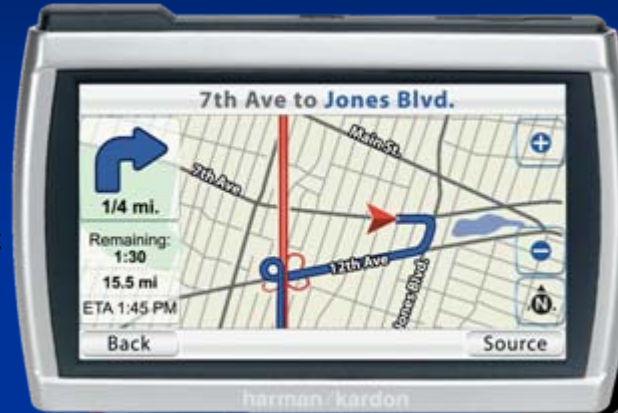 7th Ave to Jones Blvd.
1/4 mi.
Remaining:
1:30
15.5 mi
ETA 1:45 PM
Main St.
7th Ave
12th Ave
Jones Blvd.
N
Back
Source
harman/kardon